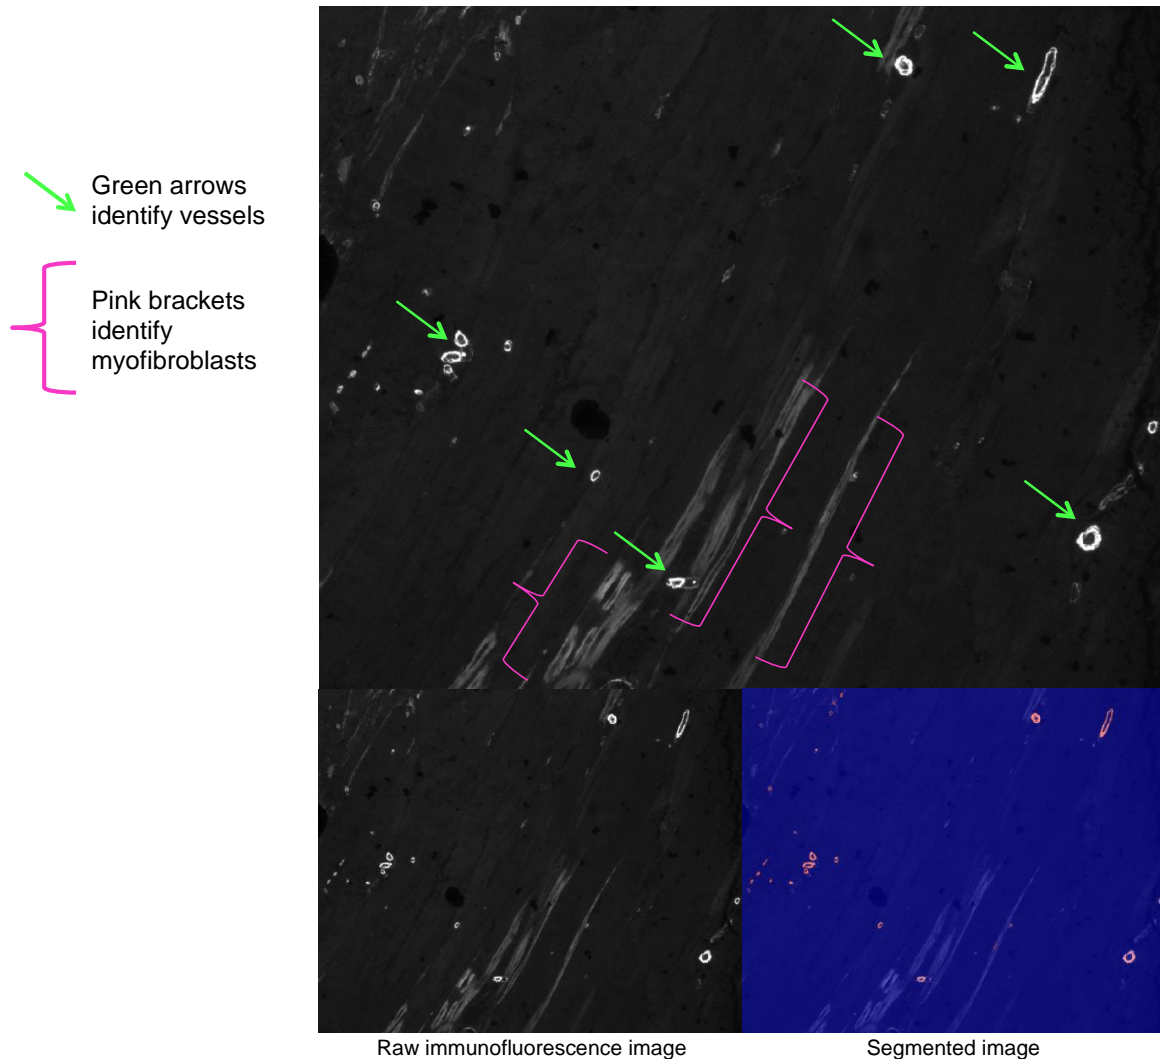 Green arrows
identify vessels
Pink brackets
identify
myofibroblasts
Raw immunofluorescence image
Segmented image